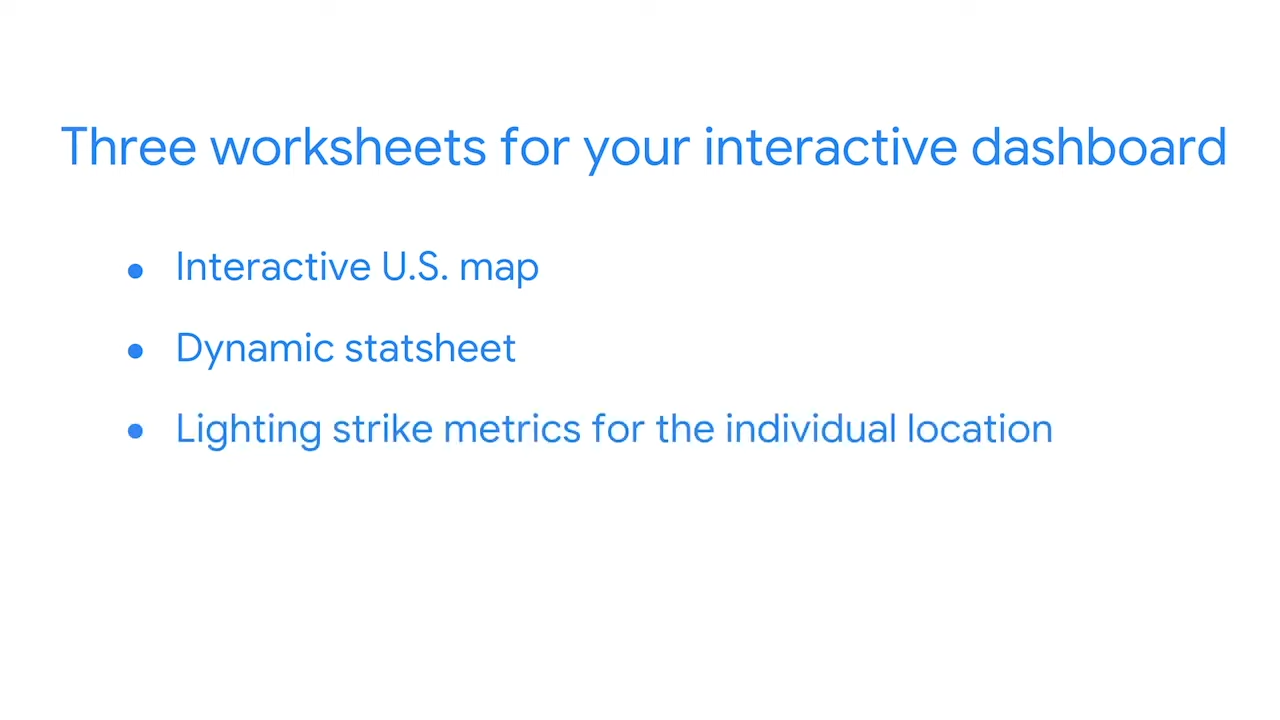 Three worksheets for your interactive dashboard
● Interactive U.S. map
● Dynamic statsheet
● Lighting strike metrics for the individual location